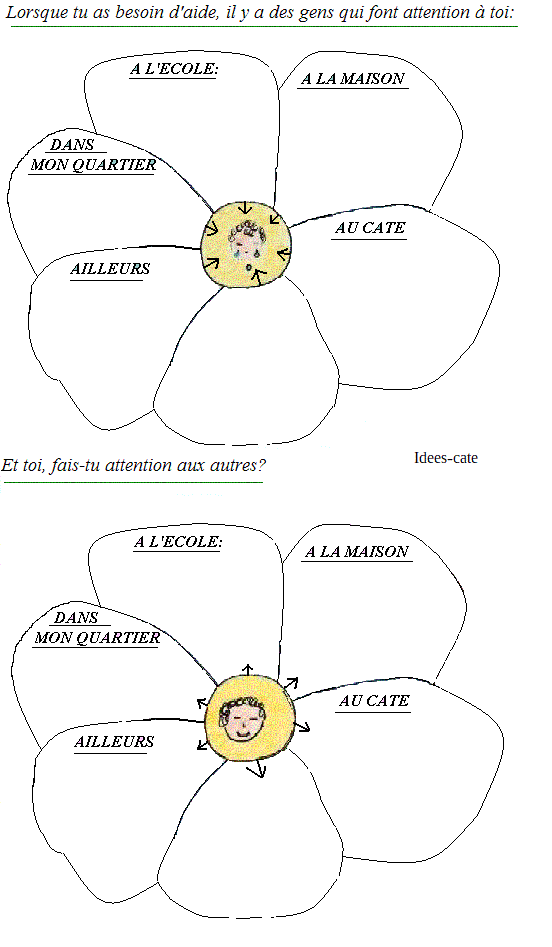 Lorsque tu as besoin d'aide, il y a des gens qui font attention à toi:
A L'ECOLE:
A LA MAISON
DANS
MON QUARTIER
AU CATE
AILLEURS
Idees-cate
Et toi, fais-tu attention aux autres?
A L'ECOLE:
A LA MAISON
DANS
MON QUARTIER
AU CATE
AILLEURS